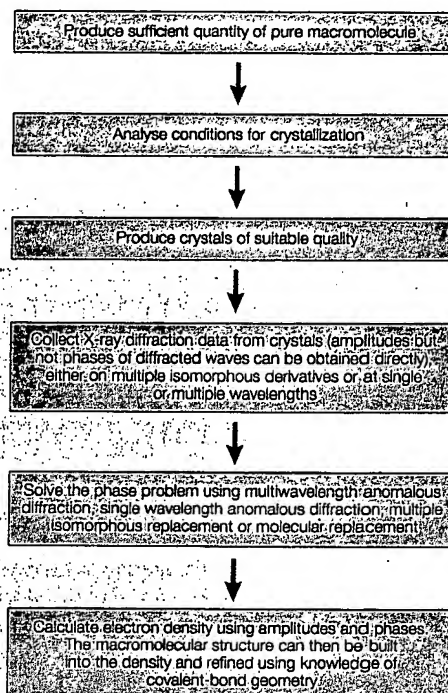 Produce sufficient quantity of pure macromolecule
Analyse conditions for crystallization
Produce crystals of suitable quality
Collect X-ray diffraction data from crystals (amplitudes but
not phases of diffracted waves can be obtained directly)
either on multiple isomorphous derivatives or at single
or multiple wavelengths
Solve the phase problem using multiwavelength anomalous
diffraction, single wavelength anomalous diffraction, multiple
isomorphous replacement or molecular replacement
Calculate electron density using amplitudes and phases.
The macromolecular structure can then be built
into the density and refined using knowledge of
covalent-bond geometry